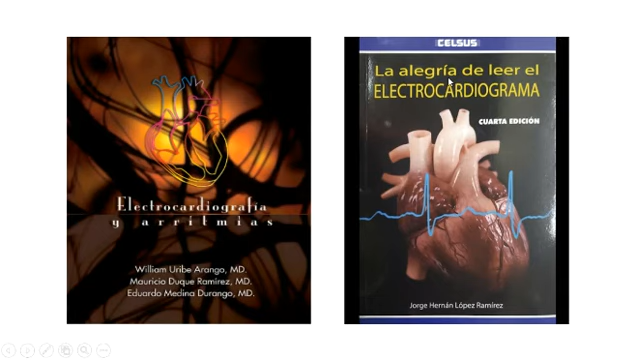 Electrocardiografía
y arritmias
William Uribe Arango, MD.
Mauricio Duque Ramírez, MD.
Eduardo Medina Durango, MD.
CELSUS
La alegría de leer el
ELECTROCARDIOGRAMA
CUARTA EDICIÓN
Jorge Hernán López Ramírez